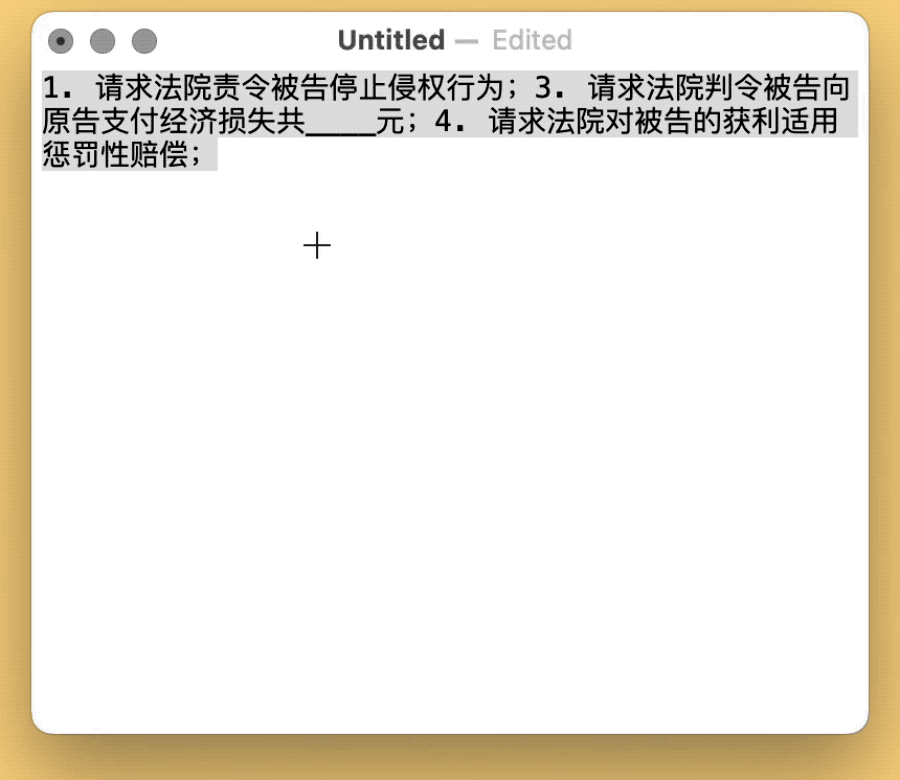 Untitled — Edited
1. 请求法院责令被告停止侵权行为；3. 请求法院判令被告向
原告支付经济损失共____元；4. 请求法院对被告的获利适用
惩罚性赔偿；